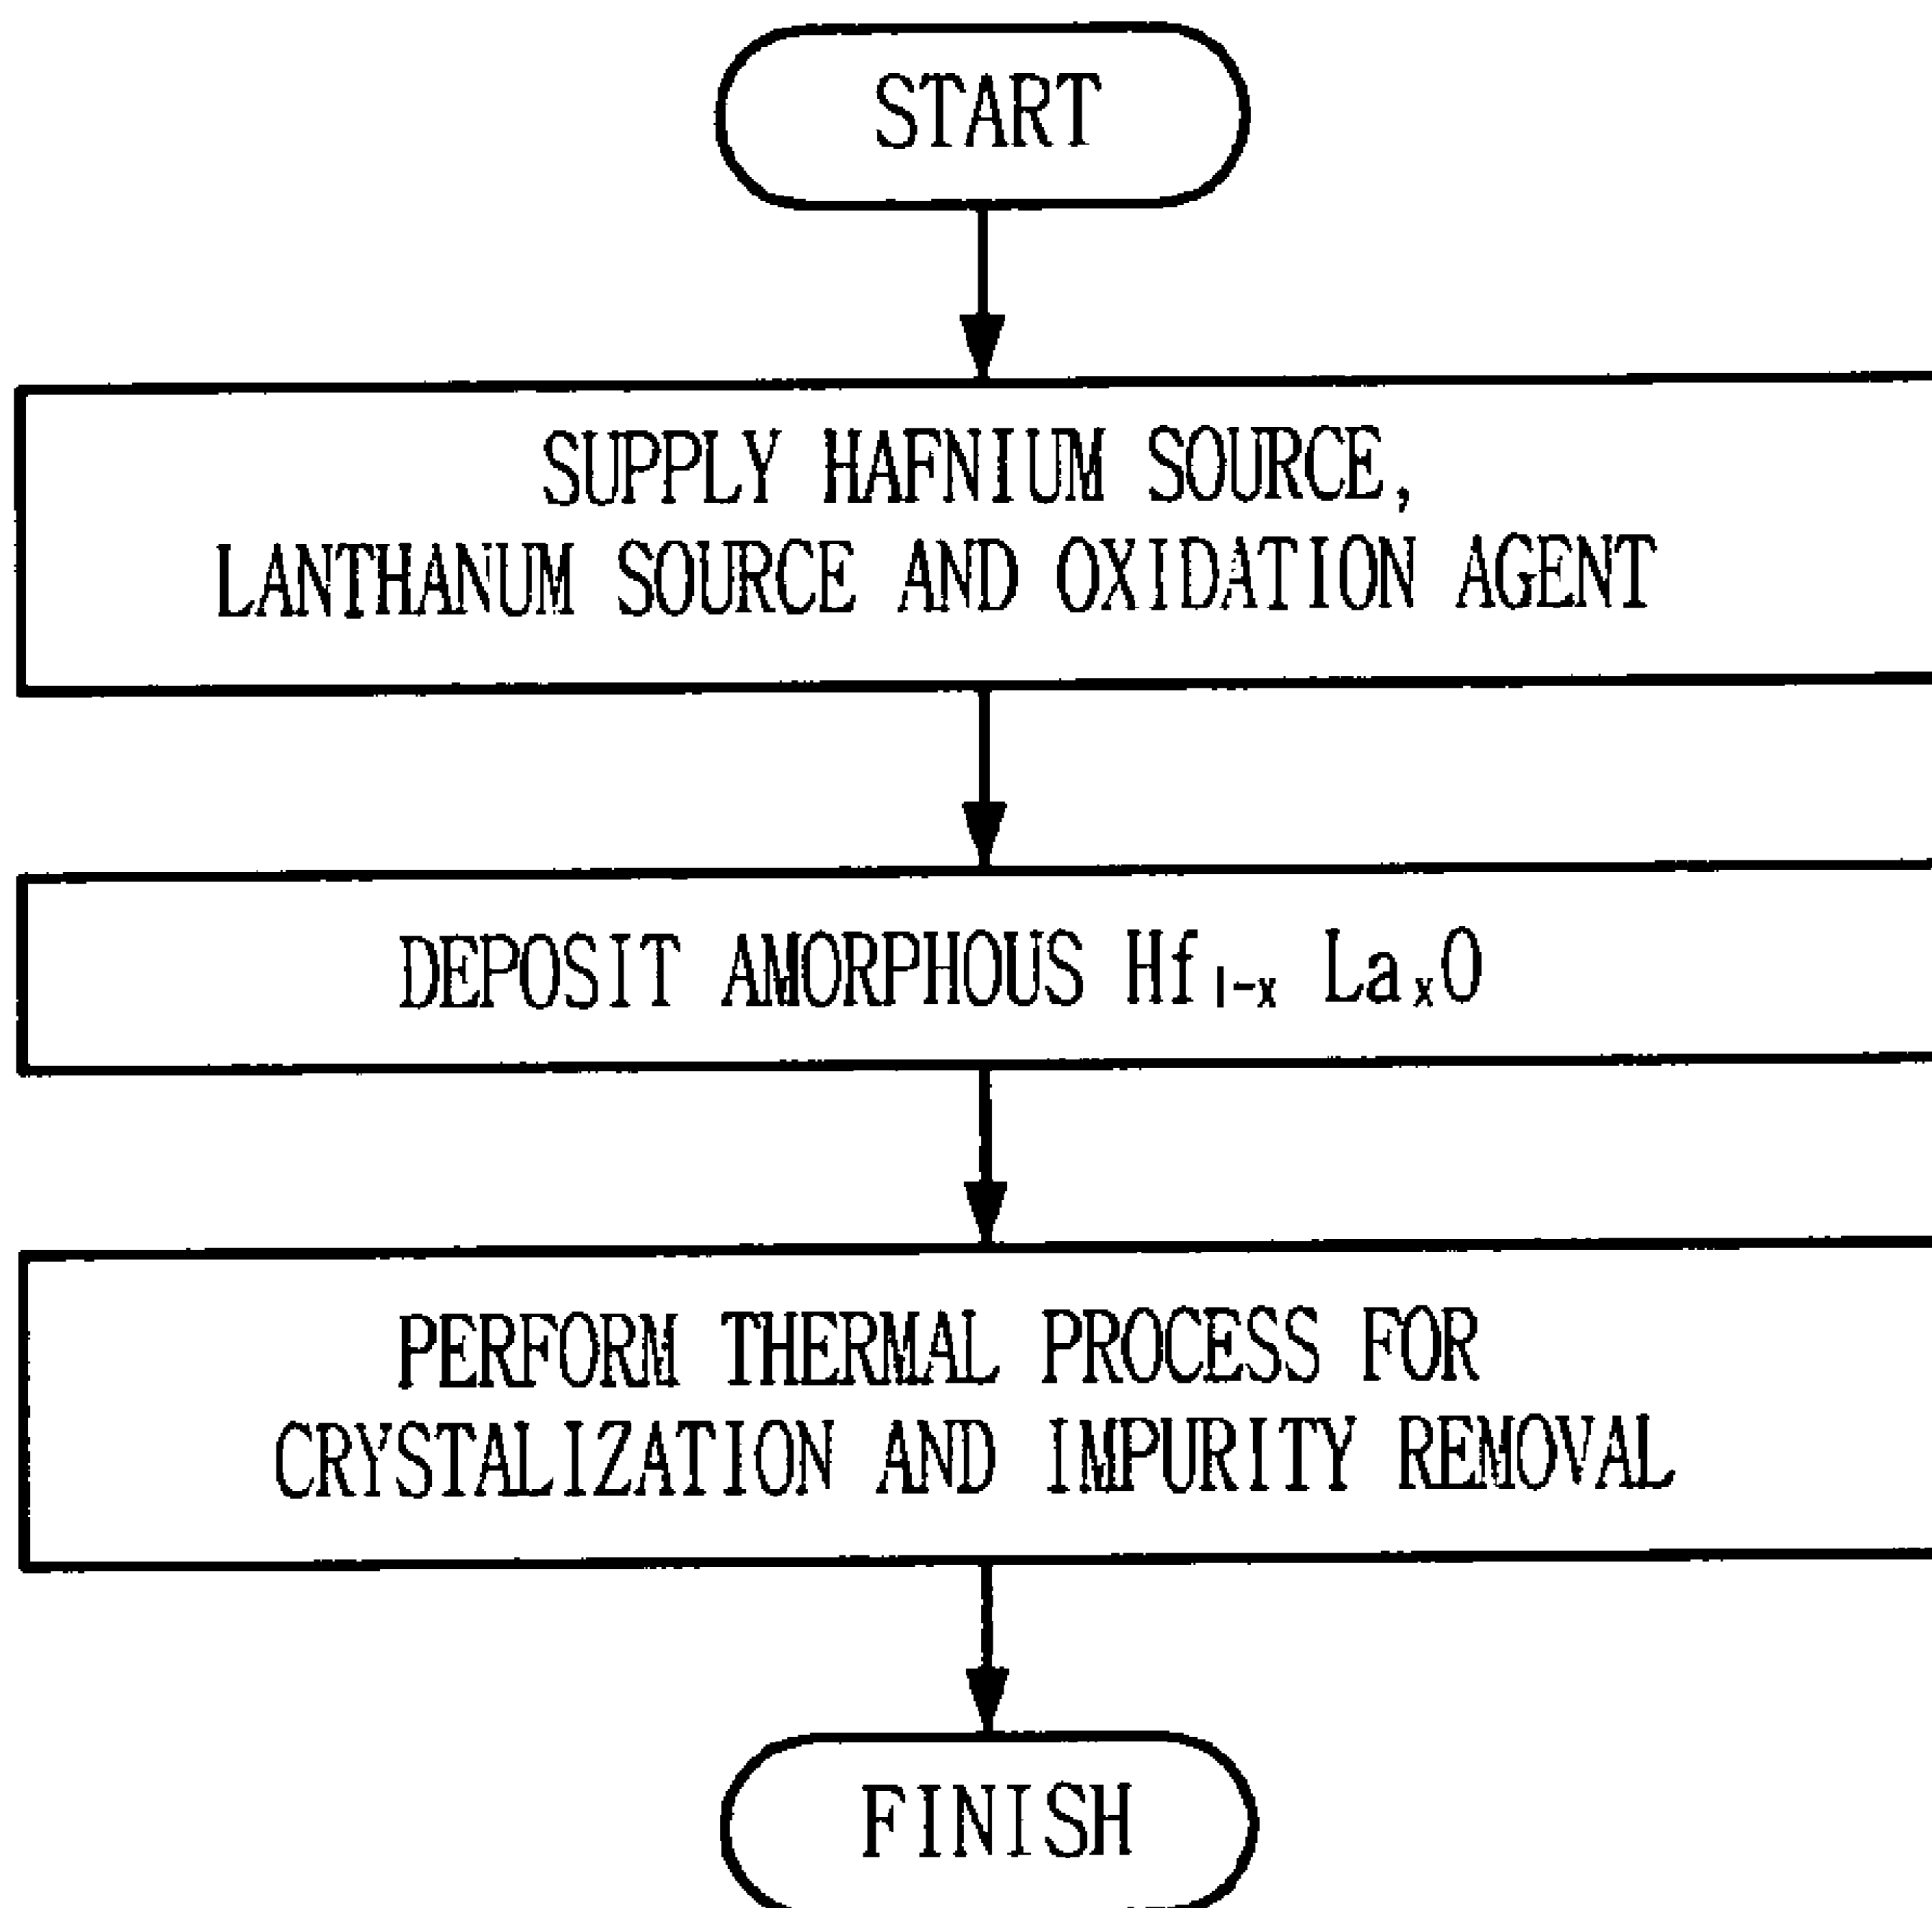 START
SUPPLY HAFNIUM SOURCE,
LANTHANUM SOURCE AND OXIDATION AGENT
DEPOSIT AMORPHOUS Hf₁₋ₓ LaₓO
PERFORM THERMAL PROCESS FOR
CRYSTALIZATION AND IMPURITY REMOVAL
FINISH